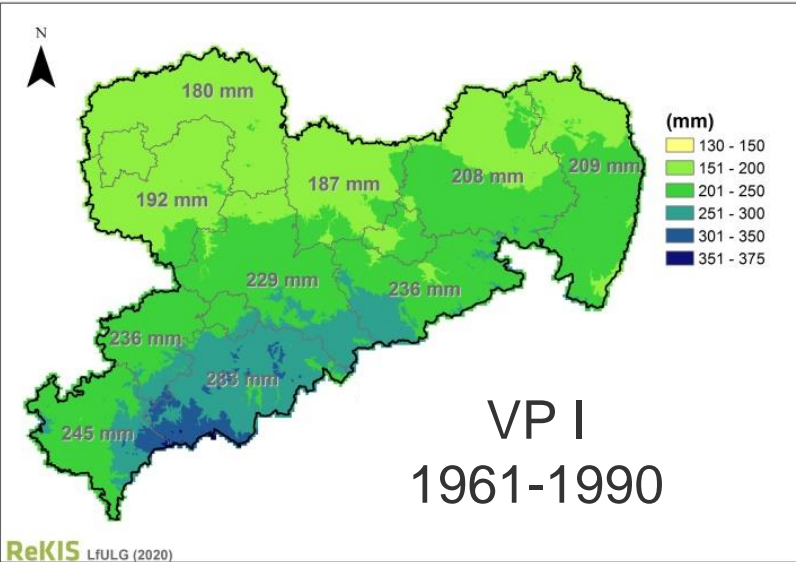 N
180 mm
(mm)
130 - 150
151 - 200
201 - 250
251 - 300
301 - 350
351 - 375
209 mm
208 mm
187 mm
192 mm
229 mm
236 mm
236 mm
283 mm
245 mm
VP I
1961-1990
ReKIS LfULG (2020)